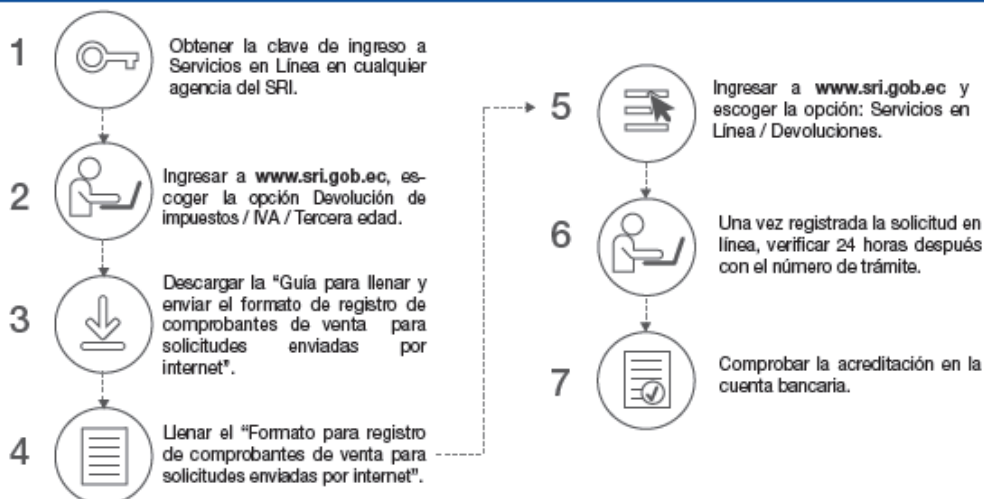 1
Obtener la clave de ingreso a
Servicios en Línea en cualquier
agencia del SRI.
2
Ingresar a www.sri.gob.ec, es-
coger la opción Devolución de
impuestos / IVA / Tercera edad.
3
Descargar la "Guía para llenar y
enviar el formato de registro de
comprobantes de venta para
solicitudes enviadas por
internet".
4
Llenar el "Formato para registro
de comprobantes de venta para
solicitudes enviadas por internet".
5
Ingresar a www.sri.gob.ec y
escoger la opción: Servicios en
Línea / Devoluciones.
6
Una vez registrada la solicitud en
línea, verificar 24 horas después
con el número de trámite.
7
Comprobar la acreditación en la
cuenta bancaria.